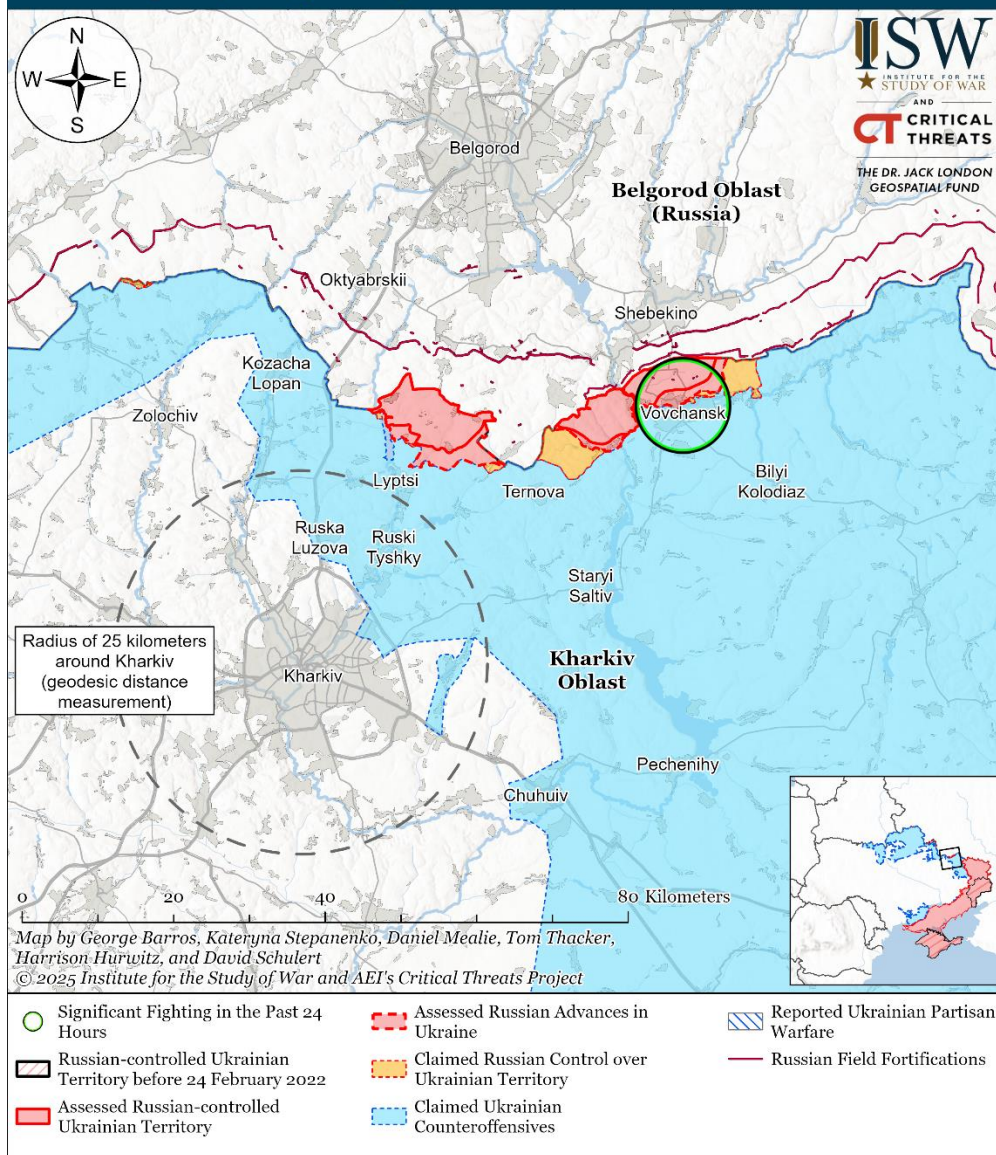 N
W E
S
ISW
INSTITUTE FOR THE
STUDY OF WAR
AND
CT CRITICAL
THREATS
THE DR. JACK LONDON
GEOSPATIAL FUND
Belgorod
Belgorod Oblast
(Russia)
Oktyabrskii
Shebekino
Kozacha
Lopan
Zolochiv
Vovchansk
Lyptsi
Ternova
Bilyi
Kolodiaz
Ruska
Luzova
Ruski
Tyshky
Staryi
Saltiv
Radius of 25 kilometers
around Kharkiv
(geodesic distance
measurement)
Kharkiv
Kharkiv
Oblast
Pechenihy
Chuhuiv
0 20 40 80 Kilometers
Map by George Barros, Kateryna Stepanenko, Daniel Mealie, Tom Thacker,
Harrison Hurwitz, and David Schulert
© 2025 Institute for the Study of War and AEI's Critical Threats Project
Significant Fighting in the Past 24
Hours
Russian-controlled Ukrainian
Territory before 24 February 2022
Assessed Russian-controlled
Ukrainian Territory
Assessed Russian Advances in
Ukraine
Claimed Russian Control over
Ukrainian Territory
Claimed Ukrainian
Counteroffensives
Reported Ukrainian Partisan
Warfare
Russian Field Fortifications